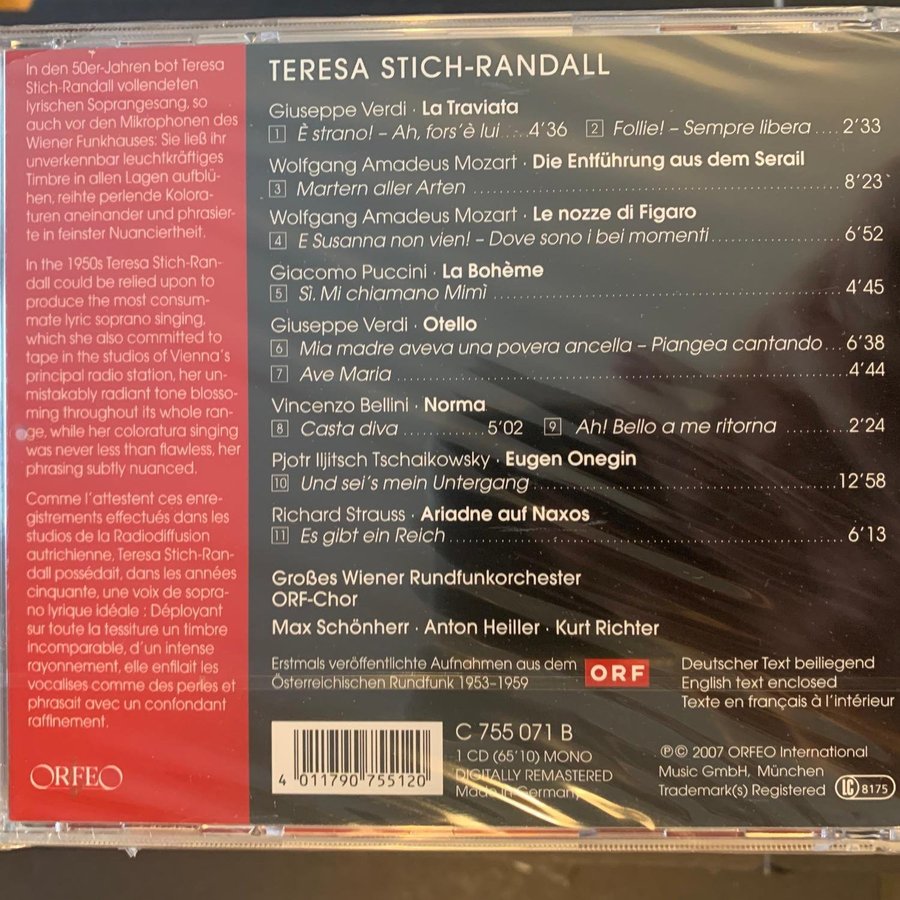 In den 50er-Jahren bot Teresa
Stich-Randall vollendeten
lyrischen Soprangesang, so
auch vor den Mikrophonen des
Wiener Funkhauses: Sie ließ ihr
unverkennbar leuchtkräftiges
Timbre in allen Lagen aufblü-
hen, reihte perlende Kolora-
turen aneinander und phrasier-
te in feinster Nuanciertheit.
In the 1950s Teresa Stich-Ran-
dall could be relied upon to
produce the most consum-
mate lyric soprano singing,
which she also committed to
tape in the studios of Vienna's
principal radio station, her un-
mistakably radiant tone blosso-
ming throughout its whole ran-
ge, while her coloratura singing
was never less than flawless, her
phrasing subtly nuanced.
Comme l'attestent ces enre-
gistrements effectués dans les
studios de la Radiodiffusion
autrichienne, Teresa Stich-Ran-
dall possédait, dans les années
cinquante, une voix de sopra-
no lyrique idéale : Déployant
sur toute la tessiture un timbre
incomparable, d'un intense
rayonnement, elle enfilait les
vocalises comme des perles et
phrasait avec un confondant
raffinement.
ORFEO
TERESA STICH-RANDALL
Giuseppe Verdi · La Traviata
1 È strano! – Ah, fors'è lui .... 4'36 2 Follie! – Sempre libera .... 2'33
Wolfgang Amadeus Mozart · Die Entführung aus dem Serail
3 Martern aller Arten .... 8'23
Wolfgang Amadeus Mozart · Le nozze di Figaro
4 E Susanna non vien! – Dove sono i bei momenti .... 6'52
Giacomo Puccini · La Bohème
5 Sì. Mi chiamano Mimì .... 4'45
Giuseppe Verdi · Otello
6 Mia madre aveva una povera ancella – Piangea cantando ... 6'38
7 Ave Maria .... 4'44
Vincenzo Bellini · Norma
8 Casta diva .... 5'02 9 Ah! Bello a me ritorna .... 2'24
Pjotr Iljitsch Tschaikowsky · Eugen Onegin
10 Und sei's mein Untergang .... 12'58
Richard Strauss · Ariadne auf Naxos
11 Es gibt ein Reich .... 6'13
Großes Wiener Rundfunkorchester
ORF-Chor
Max Schönherr · Anton Heiller · Kurt Richter
Erstmals veröffentlichte Aufnahmen aus dem
Österreichischen Rundfunk 1953-1959
ORF
Deutscher Text beiliegend
English text enclosed
Texte en français à l'intérieur
4 011790 755120
C 755 071 B
1 CD (65'10) MONO
DIGITALLY REMASTERED
Made in Germany
℗© 2007 ORFEO International
Music GmbH, München
Trademark(s) Registered
LC 8175